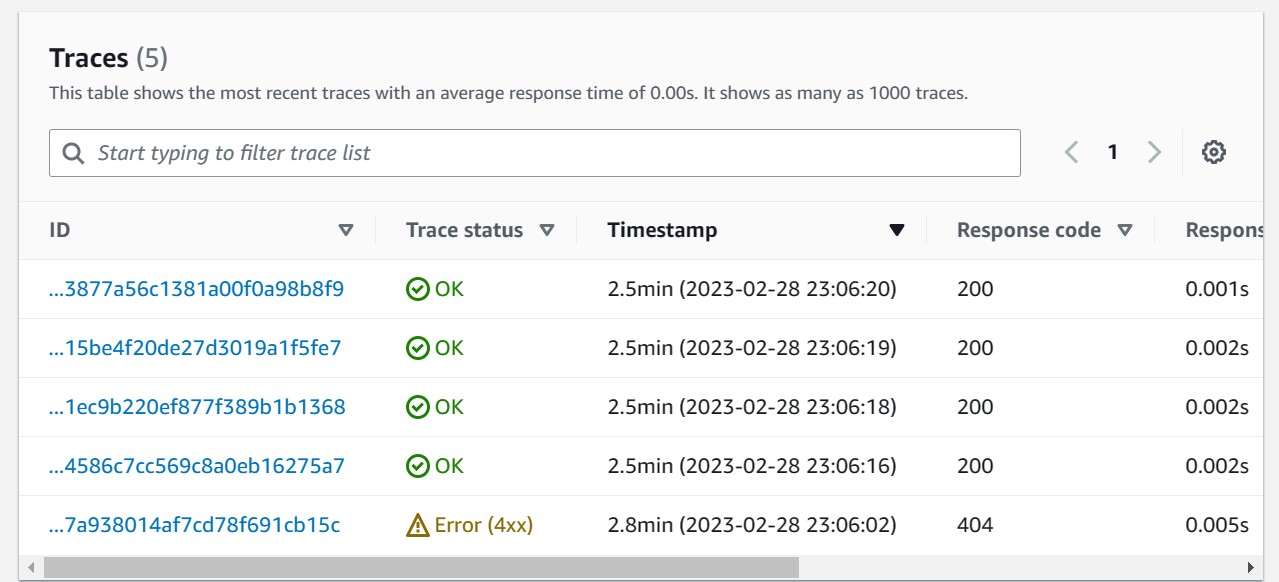 Traces (5)
This table shows the most recent traces with an average response time of 0.00s. It shows as many as 1000 traces.
Start typing to filter trace list
1
ID Trace status Timestamp Response code Respons
...3877a56c1381a00f0a98b8f9 OK 2.5min (2023-02-28 23:06:20) 200 0.001s
...15be4f20de27d3019a1f5fe7 OK 2.5min (2023-02-28 23:06:19) 200 0.002s
...1ec9b220ef877f389b1b1368 OK 2.5min (2023-02-28 23:06:18) 200 0.002s
...4586c7cc569c8a0eb16275a7 OK 2.5min (2023-02-28 23:06:16) 200 0.002s
...7a938014af7cd78f691cb15c Error (4xx) 2.8min (2023-02-28 23:06:02) 404 0.005s